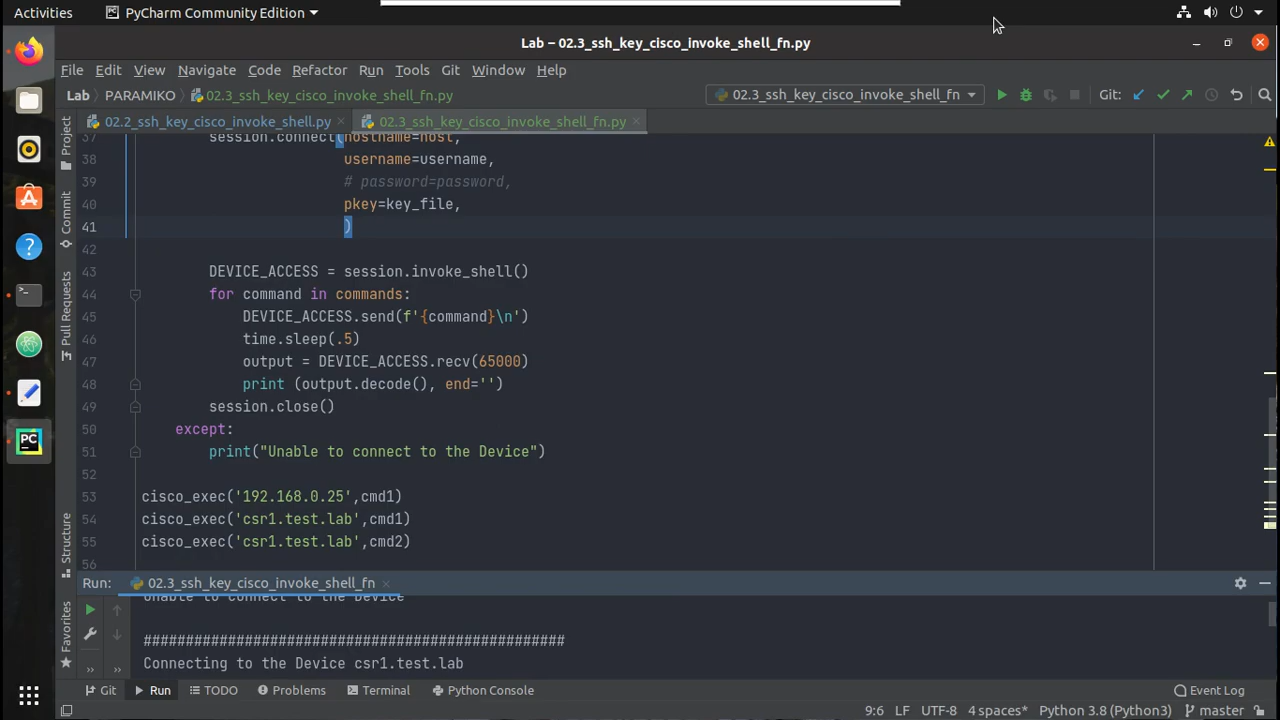 Activities PyCharm Community Edition
Lab – 02.3_ssh_key_cisco_invoke_shell_fn.py
File Edit View Navigate Code Refactor Run Tools Git Window Help
Lab PARAMIKO 02.3_ssh_key_cisco_invoke_shell_fn.py 02.3_ssh_key_cisco_invoke_shell_fn Git:
02.2_ssh_key_cisco_invoke_shell.py 02.3_ssh_key_cisco_invoke_shell_fn.py
Project
Commit
Pull Requests
Structure
Favorites
37 session.connect(hostname=host,
38 username=username,
39 # password=password,
40 pkey=key_file,
41 )
42
43 DEVICE_ACCESS = session.invoke_shell()
44 for command in commands:
45 DEVICE_ACCESS.send(f'{command}\n')
46 time.sleep(.5)
47 output = DEVICE_ACCESS.recv(65000)
48 print (output.decode(), end='')
49 session.close()
50 except:
51 print("Unable to connect to the Device")
52
53 cisco_exec('192.168.0.25',cmd1)
54 cisco_exec('csr1.test.lab',cmd1)
55 cisco_exec('csr1.test.lab',cmd2)
56
Run: 02.3_ssh_key_cisco_invoke_shell_fn
Unable to connect to the Device
##################################################
Connecting to the Device csr1.test.lab
Git Run TODO Problems Terminal Python Console Event Log
9:6 LF UTF-8 4 spaces* Python 3.8 (Python3) master